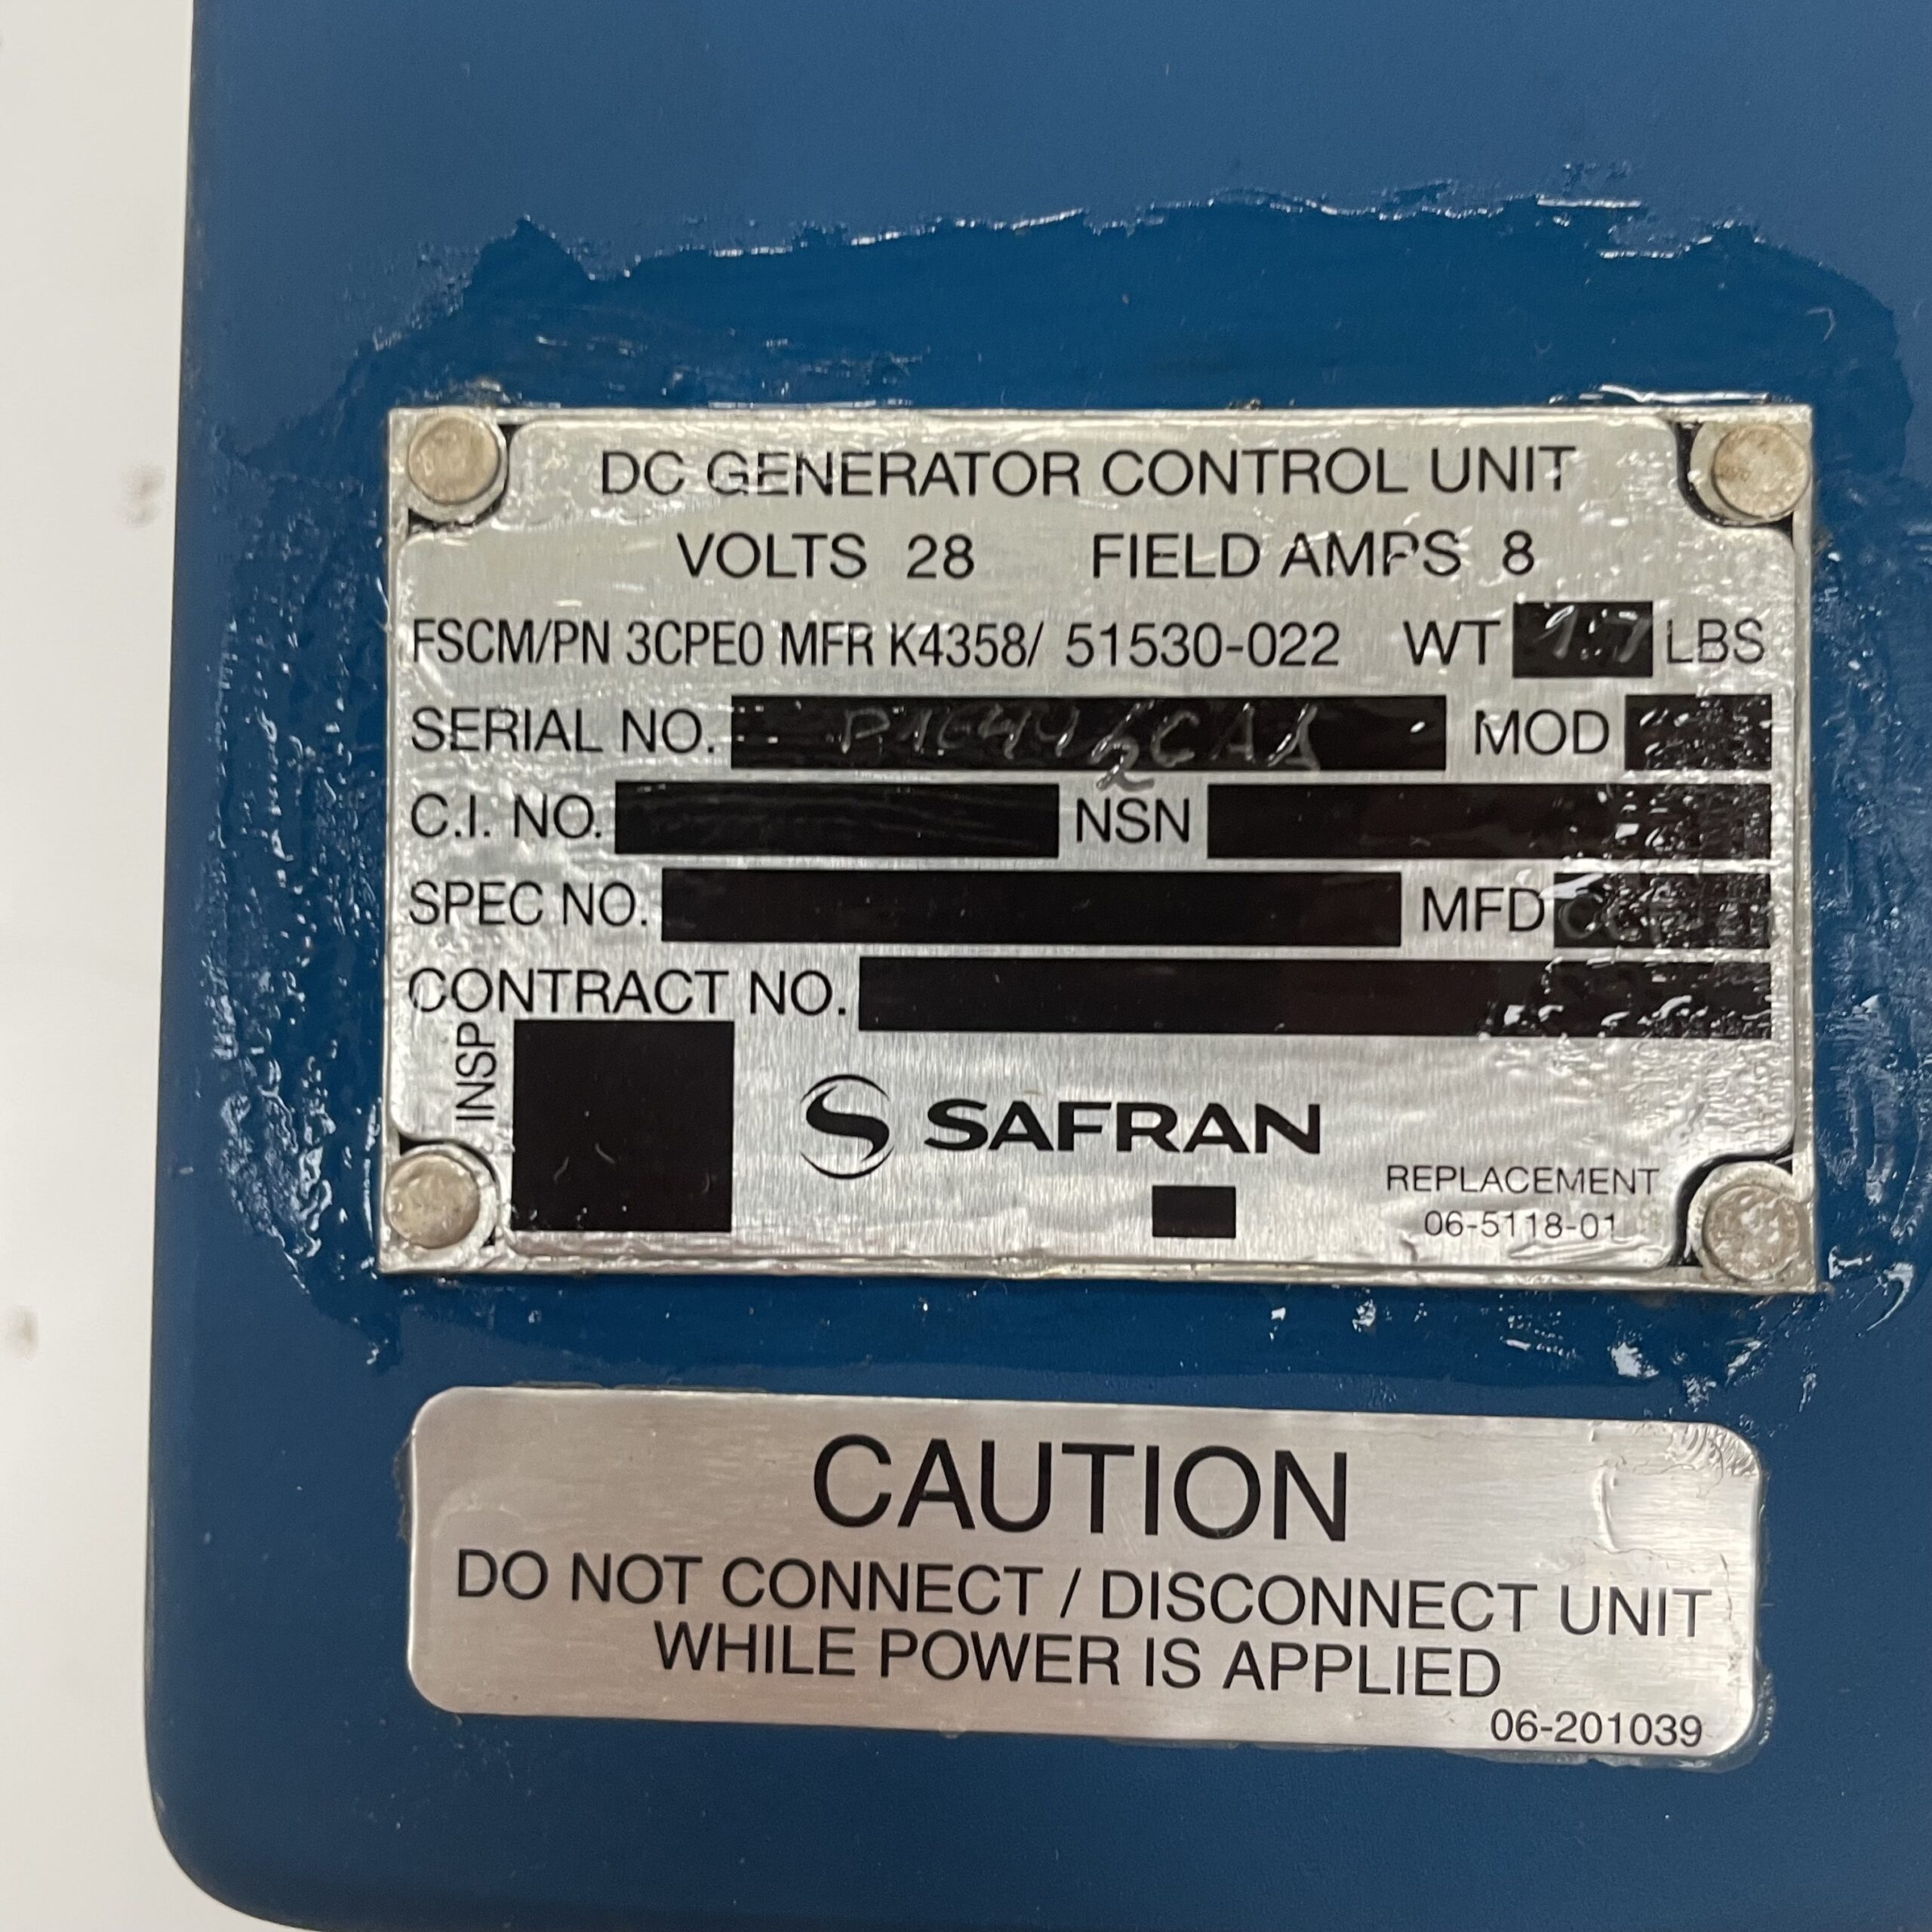 DC GENERATOR CONTROL UNIT
VOLTS 28 FIELD AMPS 8
FSCM/PN 3CPE0 MFR K4358/ 51530-022 WT LBS
SERIAL NO. MOD
C.I. NO. NSN
SPEC NO. MFD
CONTRACT NO.
INSP
SAFRAN
REPLACEMENT
06-5118-01
CAUTION
DO NOT CONNECT / DISCONNECT UNIT
WHILE POWER IS APPLIED
06-201039